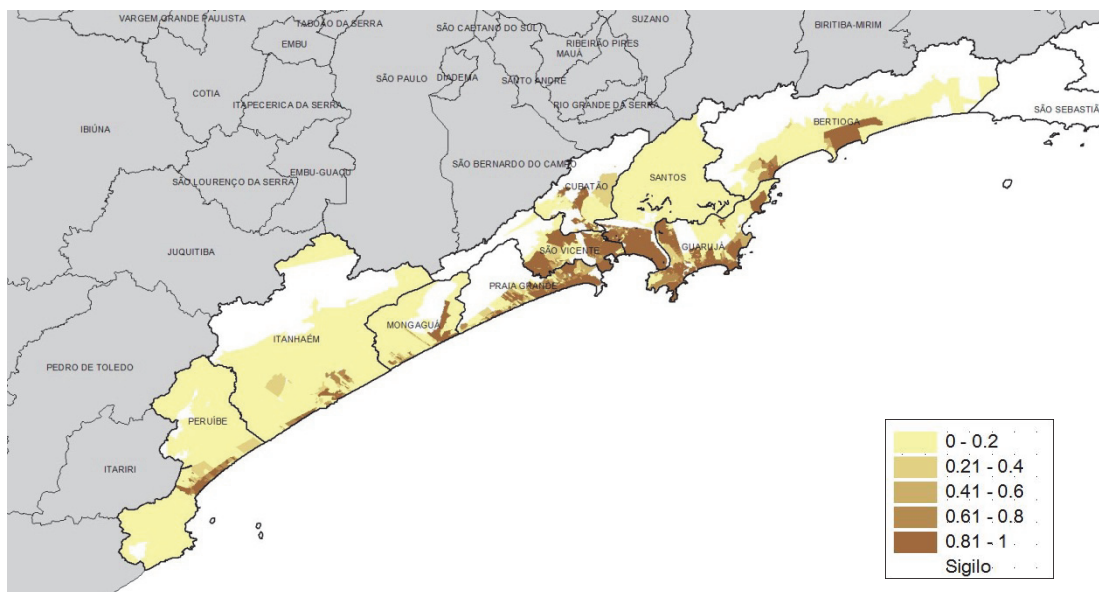 VARGEM GRANDE PAULISTA
TABOÃO DA SERRA
SÃO CAETANO DO SUL
SUZANO
BIRITIBA-MIRIM
EMBU
RIBEIRÃO PIRES
MAUÁ
SÃO PAULO
DIADEMA
SANTO ANDRÉ
COTIA
ITAPECERICA DA SERRA
RIO GRANDE DA SERRA
SÃO SEBASTIÃ
IBIÚNA
BERTIOGA
EMBU-GUAÇU
SÃO BERNARDO DO CAMPO
SÃO LOURENÇO DA SERRA
SANTOS
CUBATÃO
GUARUJÁ
JUQUITIBA
SÃO VICENTE
PRAIA GRANDE
MONGAGUÁ
ITANHAÉM
PEDRO DE TOLEDO
PERUÍBE
ITARIRI
0 - 0.2
0.21 - 0.4
0.41 - 0.6
0.61 - 0.8
0.81 - 1
Sigilo